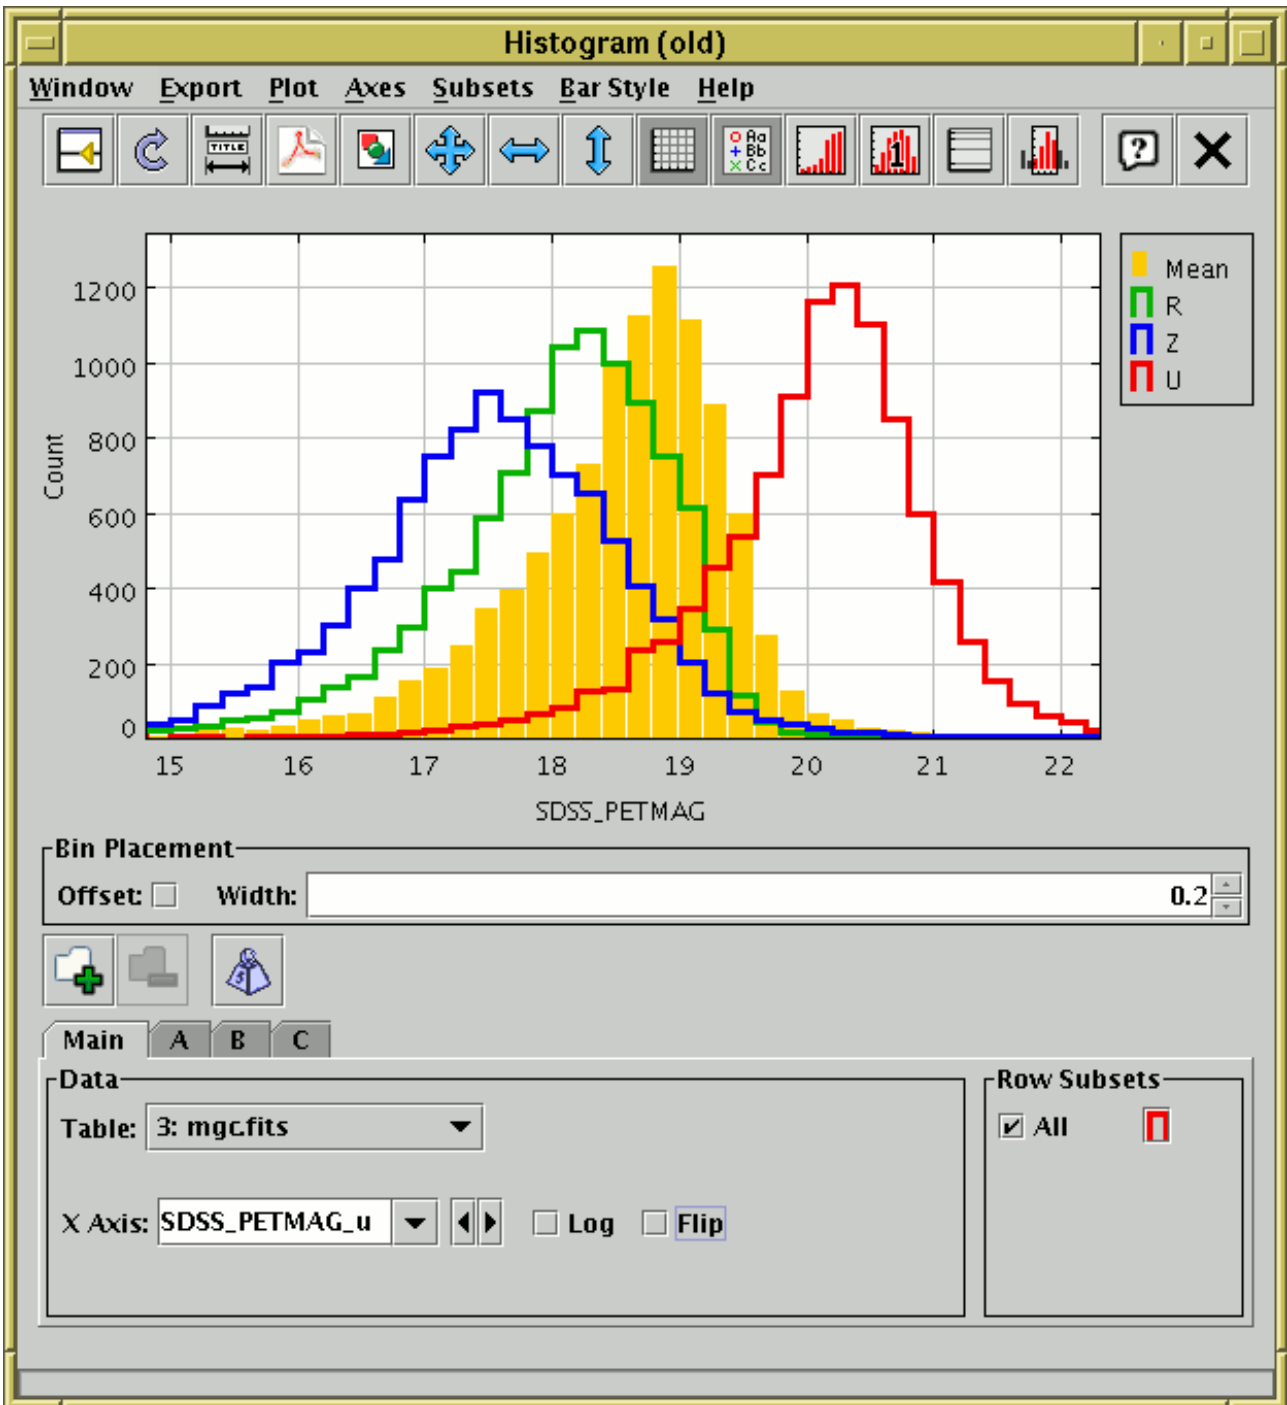 Histogram (old)
Window Export Plot Axes Subsets Bar Style Help
TITLE
Aa
Bb
Cc
1
?
1200
1000
800
600
400
200
0
Count
15 16 17 18 19 20 21 22
SDSS_PETMAG
Mean
R
Z
U
Bin Placement
Offset: Width: 0.2
5
Main A B C
Data
Table: 3: mgc.fits
X Axis: SDSS_PETMAG_u Log Flip
Row Subsets
All